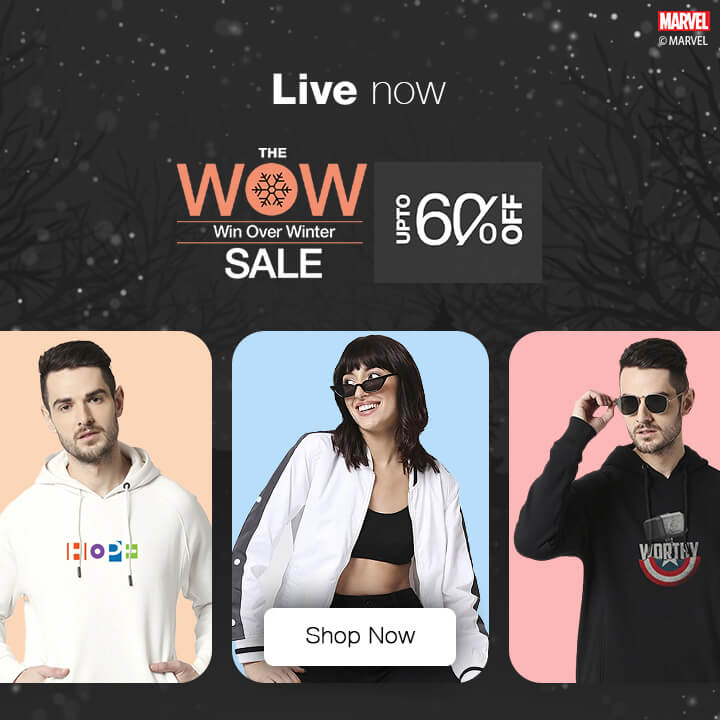 MARVEL
© MARVEL
Live now
THE
WOW
Win Over Winter
SALE
UPTO 60% OFF
HOPE
WORTHY
Shop Now